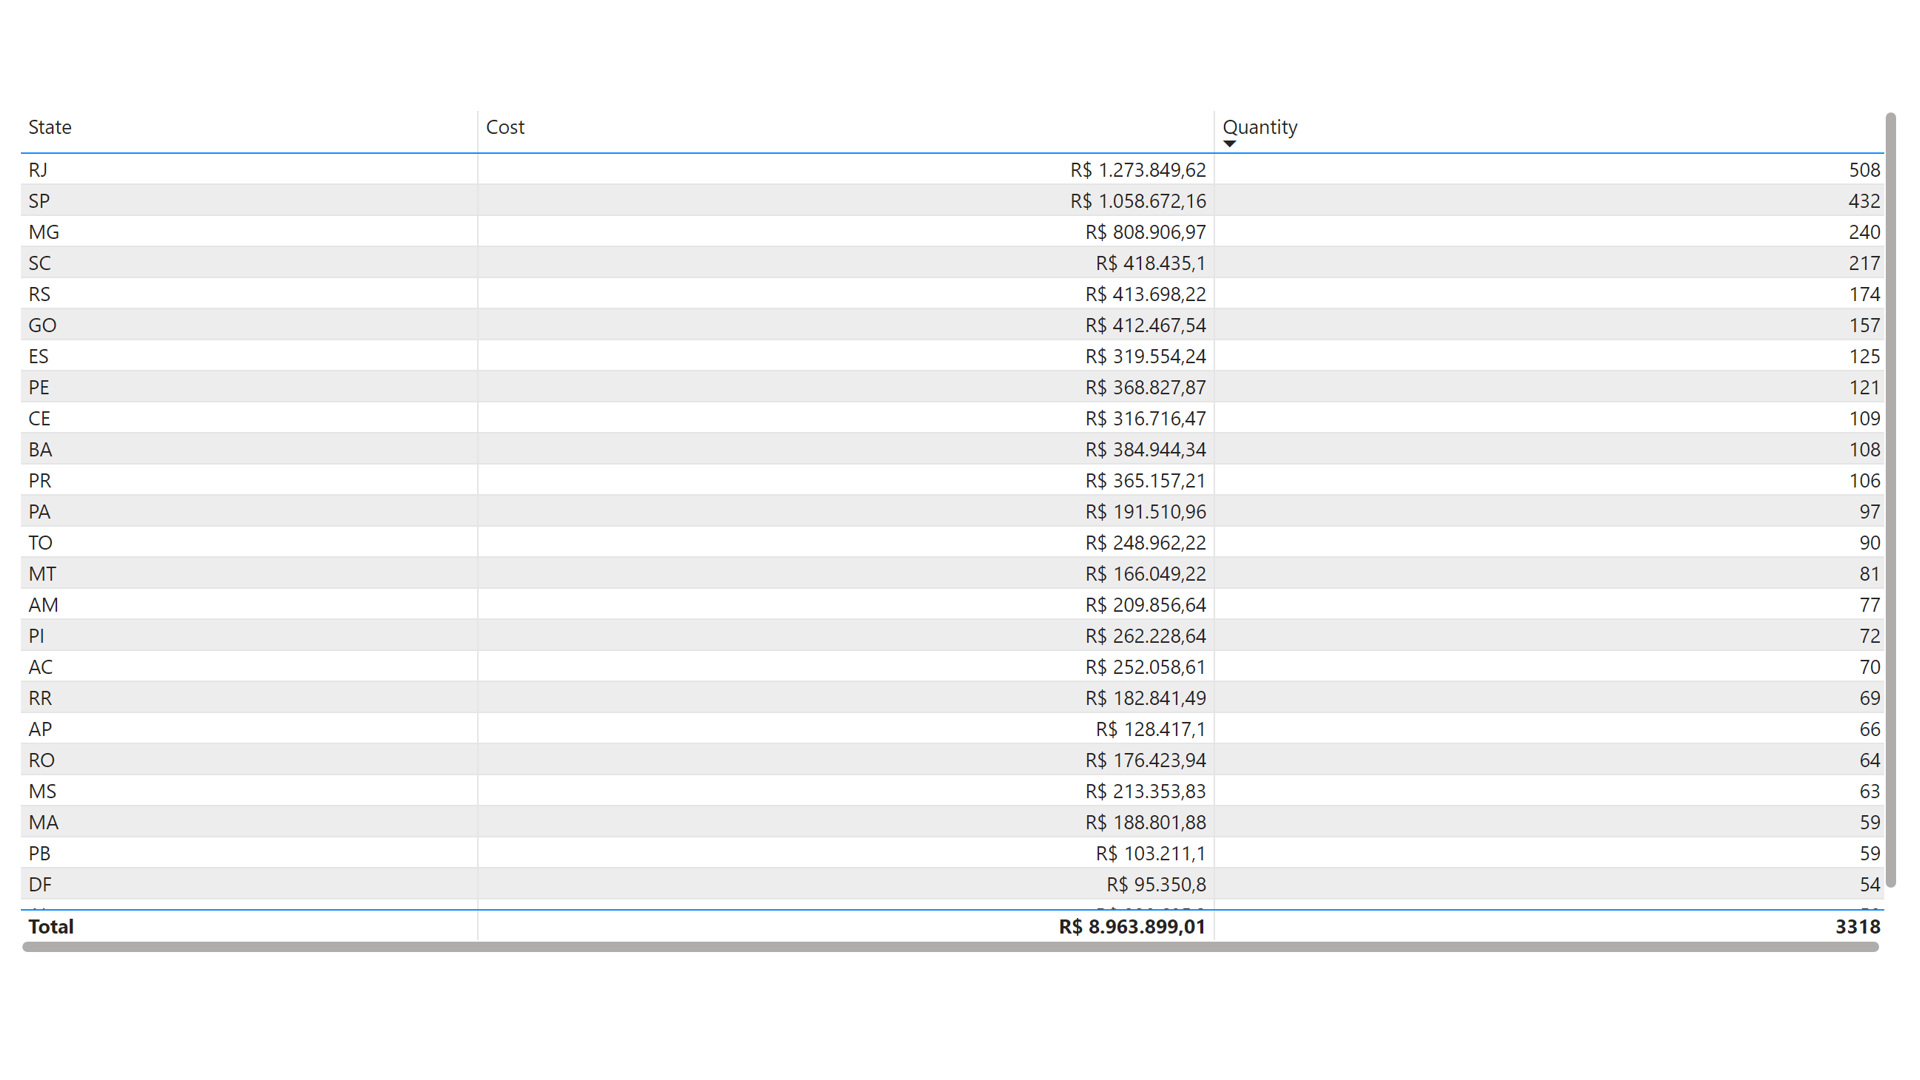 State Cost Quantity
RJ R$ 1.273.849,62 508
SP R$ 1.058.672,16 432
MG R$ 808.906,97 240
SC R$ 418.435,1 217
RS R$ 413.698,22 174
GO R$ 412.467,54 157
ES R$ 319.554,24 125
PE R$ 368.827,87 121
CE R$ 316.716,47 109
BA R$ 384.944,34 108
PR R$ 365.157,21 106
PA R$ 191.510,96 97
TO R$ 248.962,22 90
MT R$ 166.049,22 81
AM R$ 209.856,64 77
PI R$ 262.228,64 72
AC R$ 252.058,61 70
RR R$ 182.841,49 69
AP R$ 128.417,1 66
RO R$ 176.423,94 64
MS R$ 213.353,83 63
MA R$ 188.801,88 59
PB R$ 103.211,1 59
DF R$ 95.350,8 54
Total R$ 8.963.899,01 3318